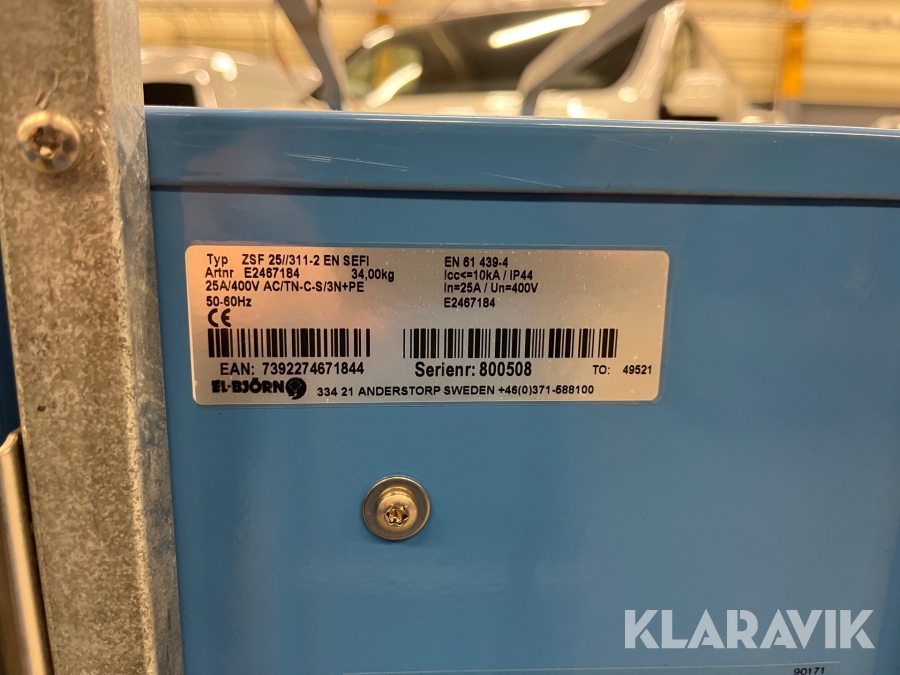 Typ ZSF 25//311-2 EN SEFI
Artnr E2467184 34,00kg
25A/400V AC/TN-C-S/3N+PE
50-60Hz
CE
EN 61 439-4
Icc<=10kA / IP44
In=25A / Un=400V
E2467184
EAN: 7392274671844
Serienr: 800508
TO: 49521
EL·BJÖRN
334 21 ANDERSTORP SWEDEN +46(0)371-588100
KLARAVIK
90171